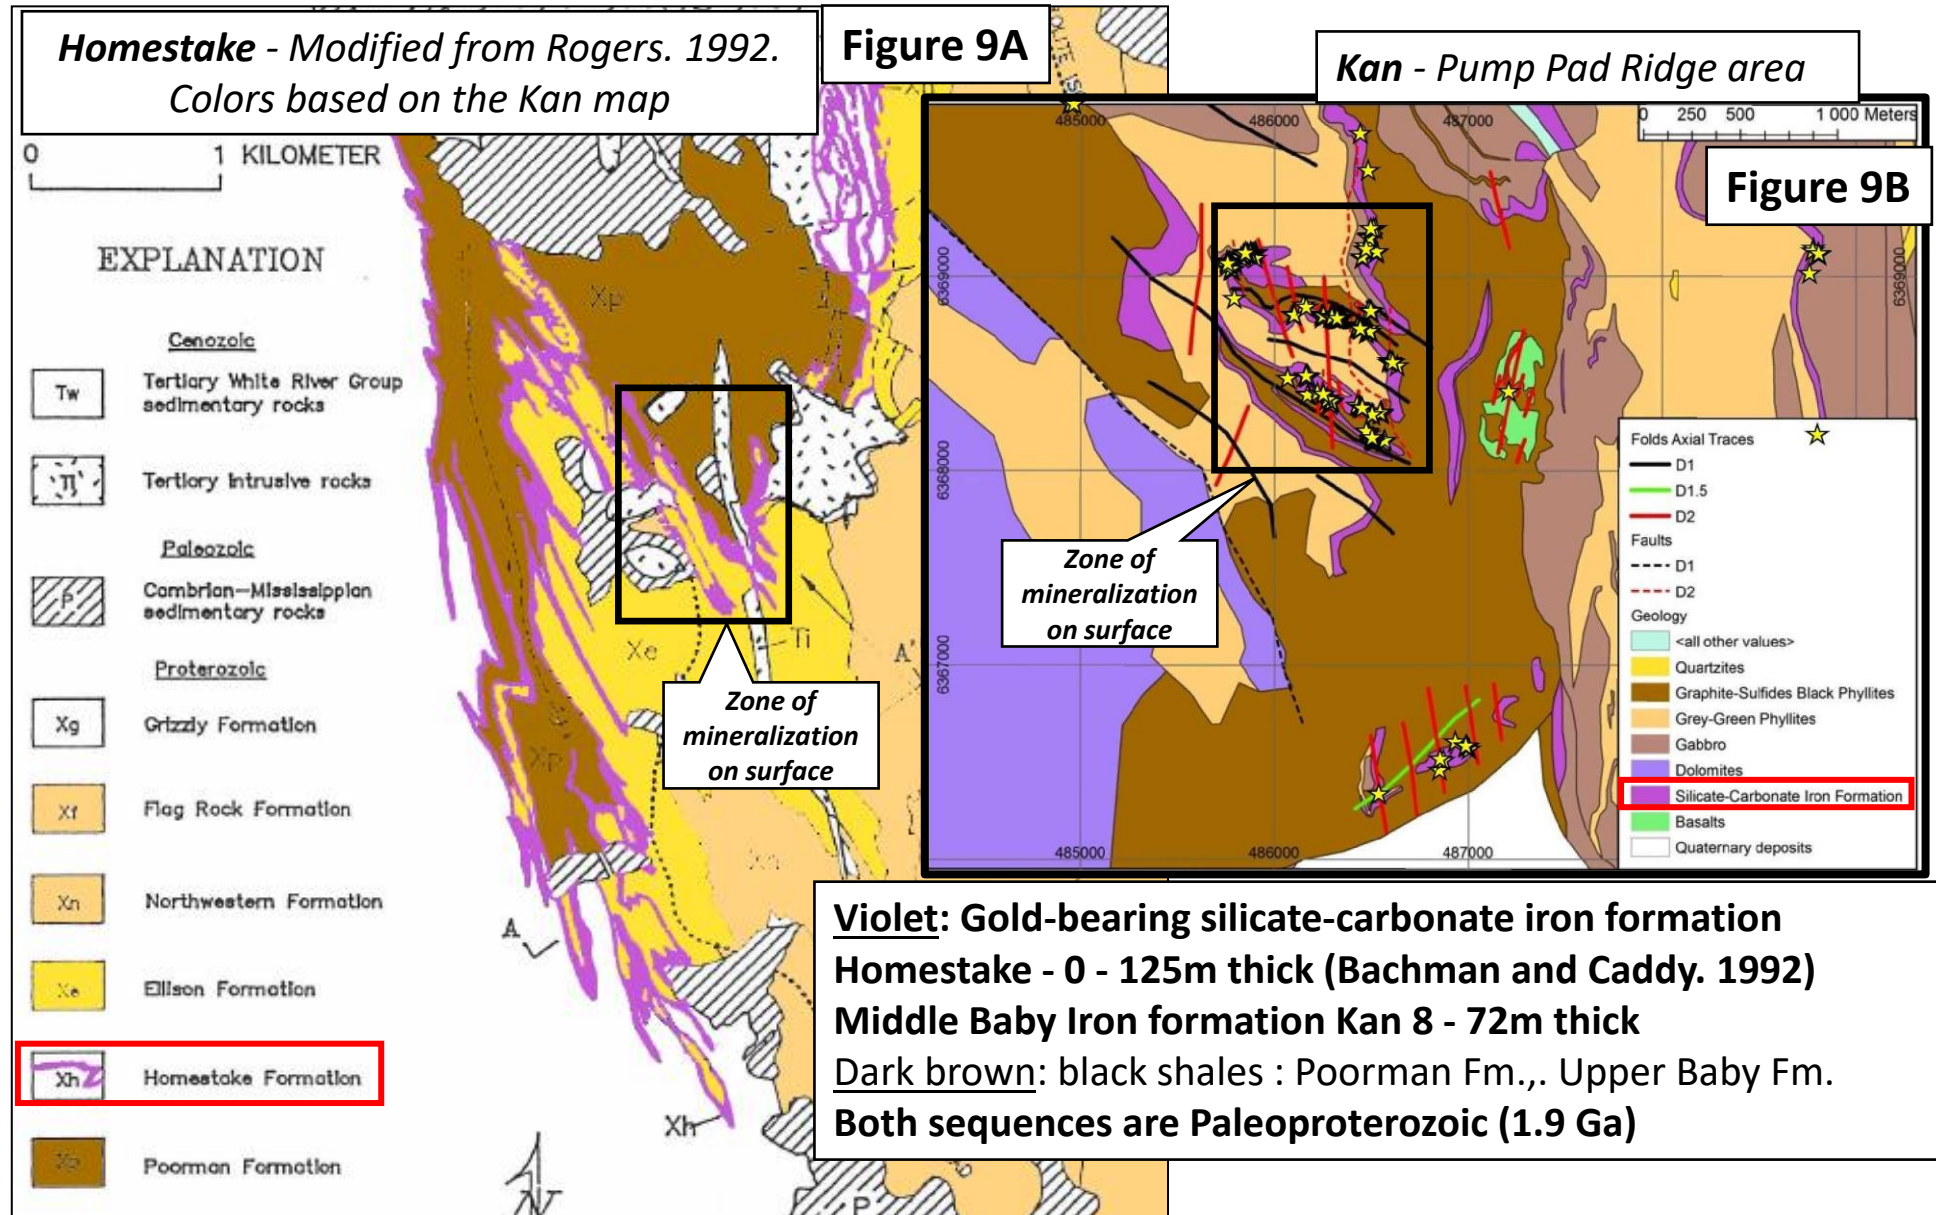 Homestake - Modified from Rogers. 1992.
Colors based on the Kan map
Figure 9A
Kan - Pump Pad Ridge area
0 1 KILOMETER
EXPLANATION
Cenozoic
Tw Tertiary White River Group
sedimentary rocks
Ti Tertiary Intrusive rocks
Paleozoic
P Cambrian-Mississippian
sedimentary rocks
Proterozoic
Xg Grizzly Formation
Xf Flag Rock Formation
Xn Northwestern Formation
Xe Ellison Formation
Xh Homestake Formation
Xp Poorman Formation
Xp
Xe
Ti
A'
Xp
Xn
A
Xh
N
P
Zone of
mineralization
on surface
0 250 500 1 000 Meters
Figure 9B
485000 486000 487000
6369000 6369000
6368000
6367000
485000 486000 487000
Zone of
mineralization
on surface
Folds Axial Traces
D1
D1.5
D2
Faults
D1
D2
Geology
<all other values>
Quartzites
Graphite-Sulfides Black Phyllites
Grey-Green Phyllites
Gabbro
Dolomites
Silicate-Carbonate Iron Formation
Basalts
Quaternary deposits
Violet: Gold-bearing silicate-carbonate iron formation
Homestake - 0 - 125m thick (Bachman and Caddy. 1992)
Middle Baby Iron formation Kan 8 - 72m thick
Dark brown: black shales : Poorman Fm.,. Upper Baby Fm.
Both sequences are Paleoproterozoic (1.9 Ga)